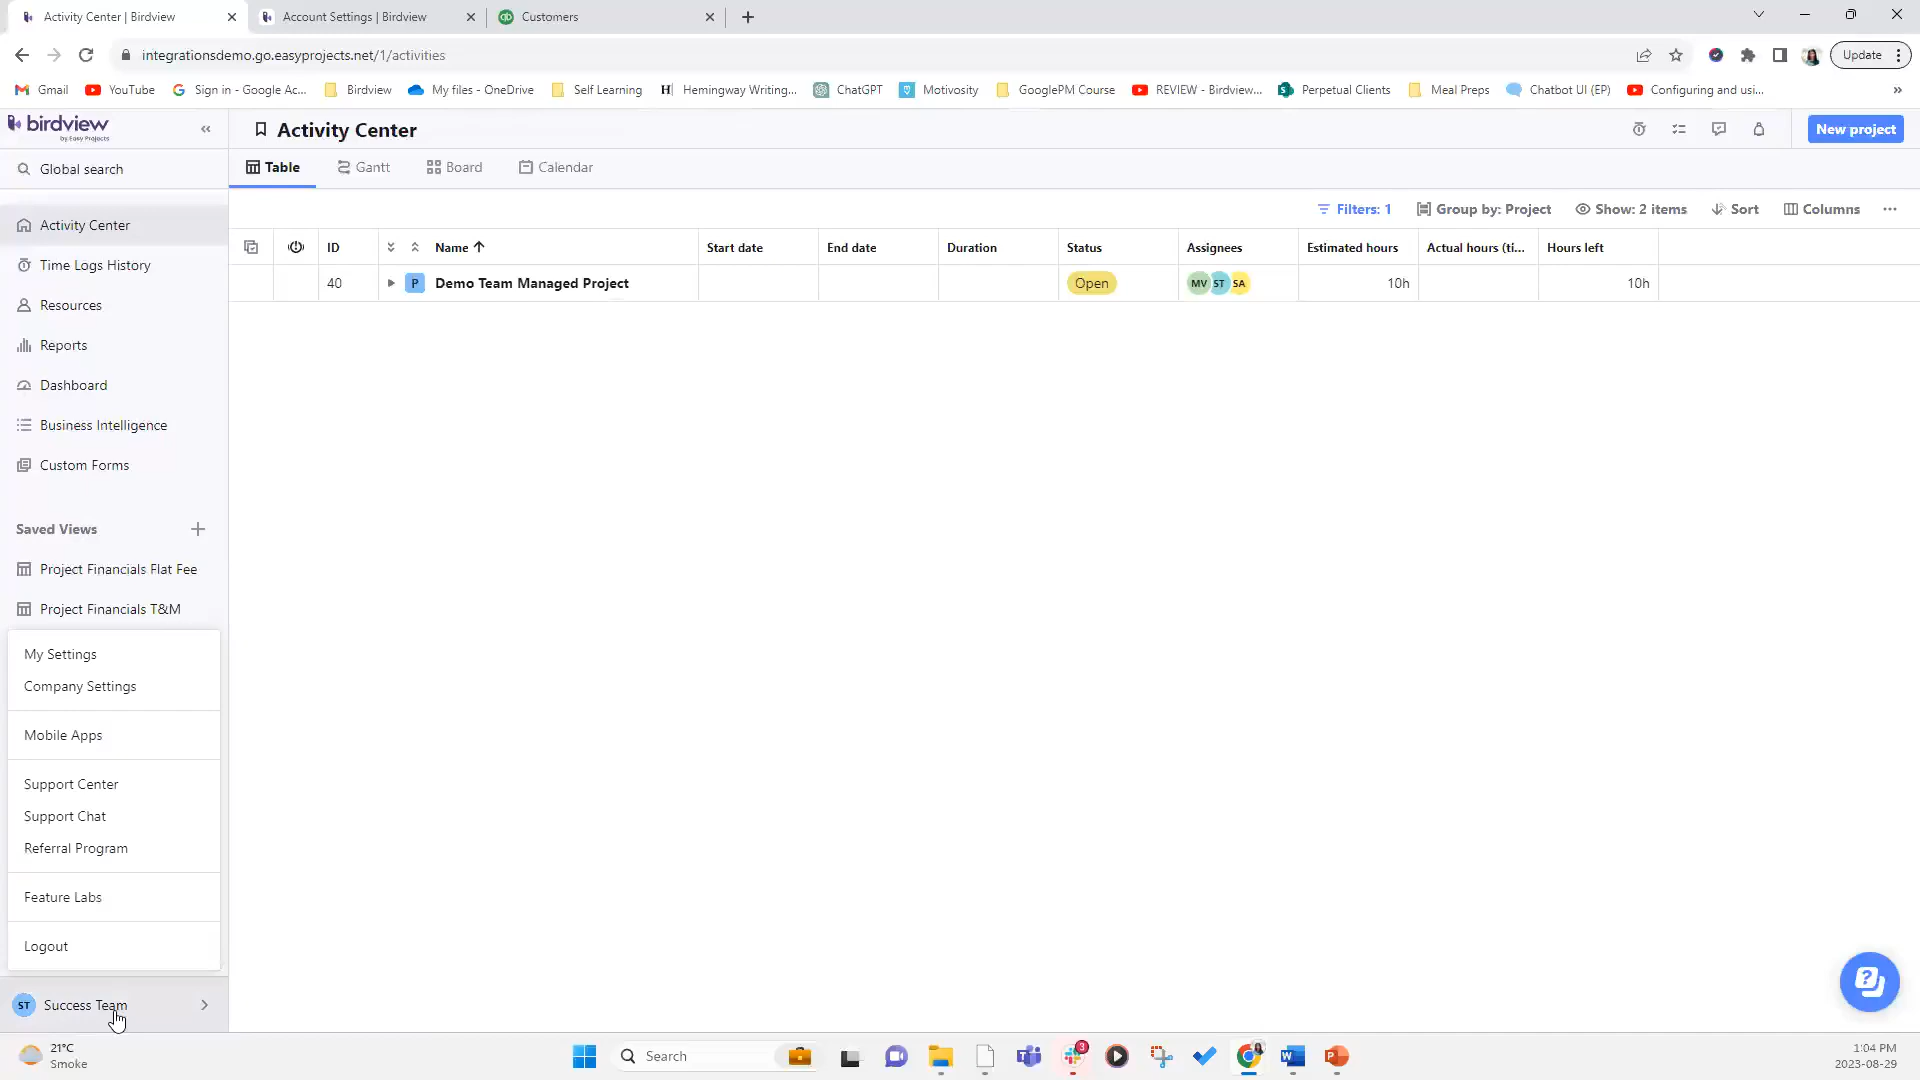 Activity Center | Birdview
Account Settings | Birdview
Customers
integrationsdemo.go.easyprojects.net/1/activities
Update
Gmail
YouTube
Sign in - Google Ac...
Birdview
My files - OneDrive
Self Learning
Hemingway Writing...
ChatGPT
Motivosity
GooglePM Course
REVIEW - Birdview...
Perpetual Clients
Meal Preps
Chatbot UI (EP)
Configuring and usi...
birdview
by Easy Projects
Activity Center
New project
Global search
Table
Gantt
Board
Calendar
Filters: 1
Group by: Project
Show: 2 items
Sort
Columns
Activity Center
Time Logs History
Resources
Reports
Dashboard
Business Intelligence
Custom Forms
ID
Name
Start date
End date
Duration
Status
Assignees
Estimated hours
Actual hours (ti...
Hours left
40
P
Demo Team Managed Project
Open
MV
ST
SA
10h
10h
Saved Views
Project Financials Flat Fee
Project Financials T&M
My Settings
Company Settings
Mobile Apps
Support Center
Support Chat
Referral Program
Feature Labs
Logout
ST
Success Team
21°C
Smoke
Search
3
1:04 PM
2023-08-29